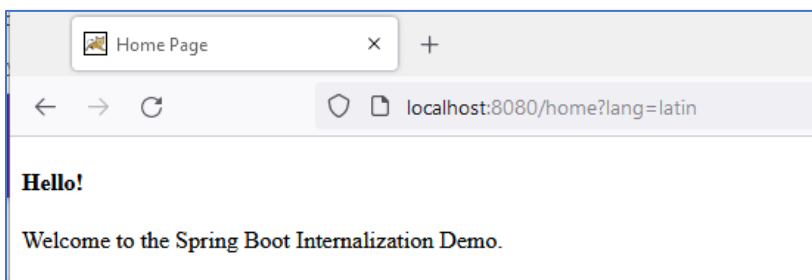 Home Page
localhost:8080/home?lang=latin
Hello!
Welcome to the Spring Boot Internalization Demo.